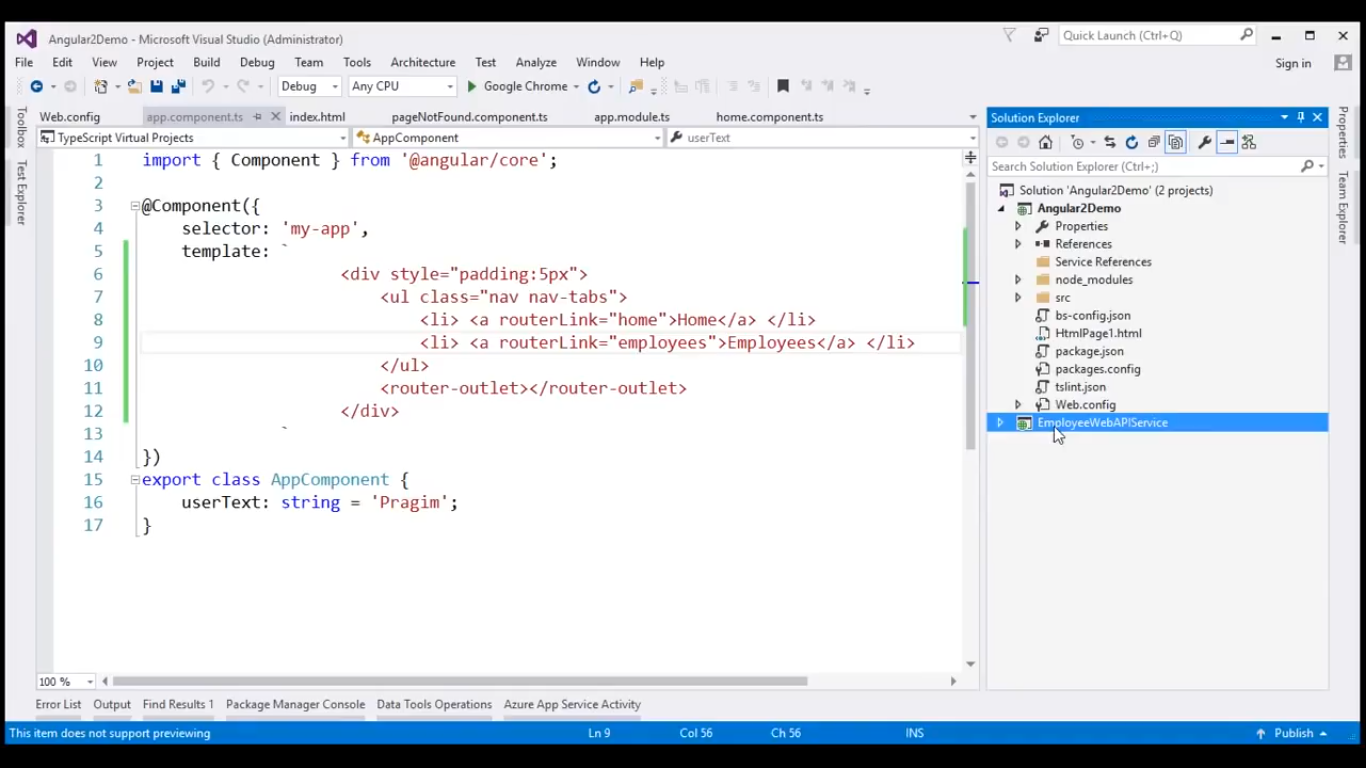 Angular2Demo - Microsoft Visual Studio (Administrator)
Quick Launch (Ctrl+Q)
File Edit View Project Build Debug Team Tools Architecture Test Analyze Window Help
Sign in
Debug Any CPU Google Chrome
Toolbox
Test Explorer
Web.config app.component.ts index.html pageNotFound.component.ts app.module.ts home.component.ts
TypeScript Virtual Projects AppComponent userText
1 import { Component } from '@angular/core';
2
3 @Component({
4 selector: 'my-app',
5 template: `
6 <div style="padding:5px">
7 <ul class="nav nav-tabs">
8 <li> <a routerLink="home">Home</a> </li>
9 <li> <a routerLink="employees">Employees</a> </li>
10 </ul>
11 <router-outlet></router-outlet>
12 </div>
13 `
14 })
15 export class AppComponent {
16 userText: string = 'Pragim';
17 }
100 %
Solution Explorer
Search Solution Explorer (Ctrl+;)
Solution 'Angular2Demo' (2 projects)
Angular2Demo
Properties
References
Service References
node_modules
src
bs-config.json
HtmlPage1.html
package.json
packages.config
tslint.json
Web.config
EmployeeWebAPIService
Properties
Team Explorer
Error List Output Find Results 1 Package Manager Console Data Tools Operations Azure App Service Activity
This item does not support previewing Ln 9 Col 56 Ch 56 INS Publish